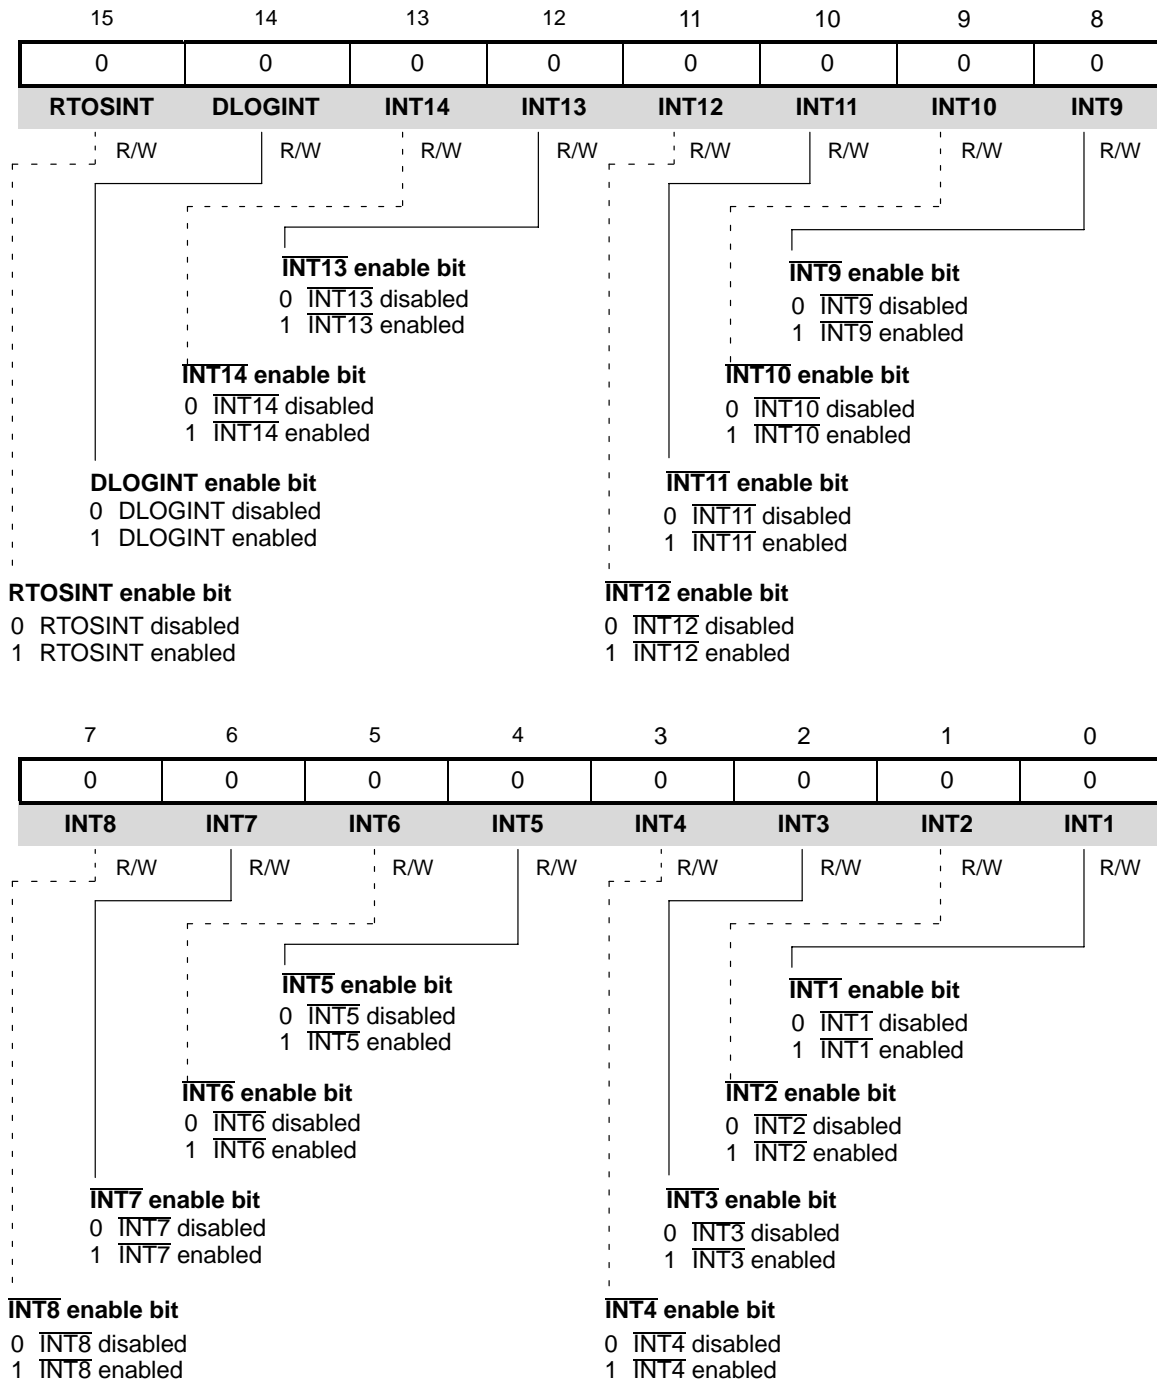 15 14 13 12 11 10 9 8
0 0 0 0 0 0 0 0
RTOSINT DLOGINT INT14 INT13 INT12 INT11 INT10 INT9
R/W R/W R/W R/W R/W R/W R/W R/W
INT13 enable bit
0 INT13 disabled
1 INT13 enabled
INT9 enable bit
0 INT9 disabled
1 INT9 enabled
INT14 enable bit
0 INT14 disabled
1 INT14 enabled
INT10 enable bit
0 INT10 disabled
1 INT10 enabled
DLOGINT enable bit
0 DLOGINT disabled
1 DLOGINT enabled
INT11 enable bit
0 INT11 disabled
1 INT11 enabled
RTOSINT enable bit
0 RTOSINT disabled
1 RTOSINT enabled
INT12 enable bit
0 INT12 disabled
1 INT12 enabled
7 6 5 4 3 2 1 0
0 0 0 0 0 0 0 0
INT8 INT7 INT6 INT5 INT4 INT3 INT2 INT1
R/W R/W R/W R/W R/W R/W R/W R/W
INT5 enable bit
0 INT5 disabled
1 INT5 enabled
INT1 enable bit
0 INT1 disabled
1 INT1 enabled
INT6 enable bit
0 INT6 disabled
1 INT6 enabled
INT2 enable bit
0 INT2 disabled
1 INT2 enabled
INT7 enable bit
0 INT7 disabled
1 INT7 enabled
INT3 enable bit
0 INT3 disabled
1 INT3 enabled
INT8 enable bit
0 INT8 disabled
1 INT8 enabled
INT4 enable bit
0 INT4 disabled
1 INT4 enabled